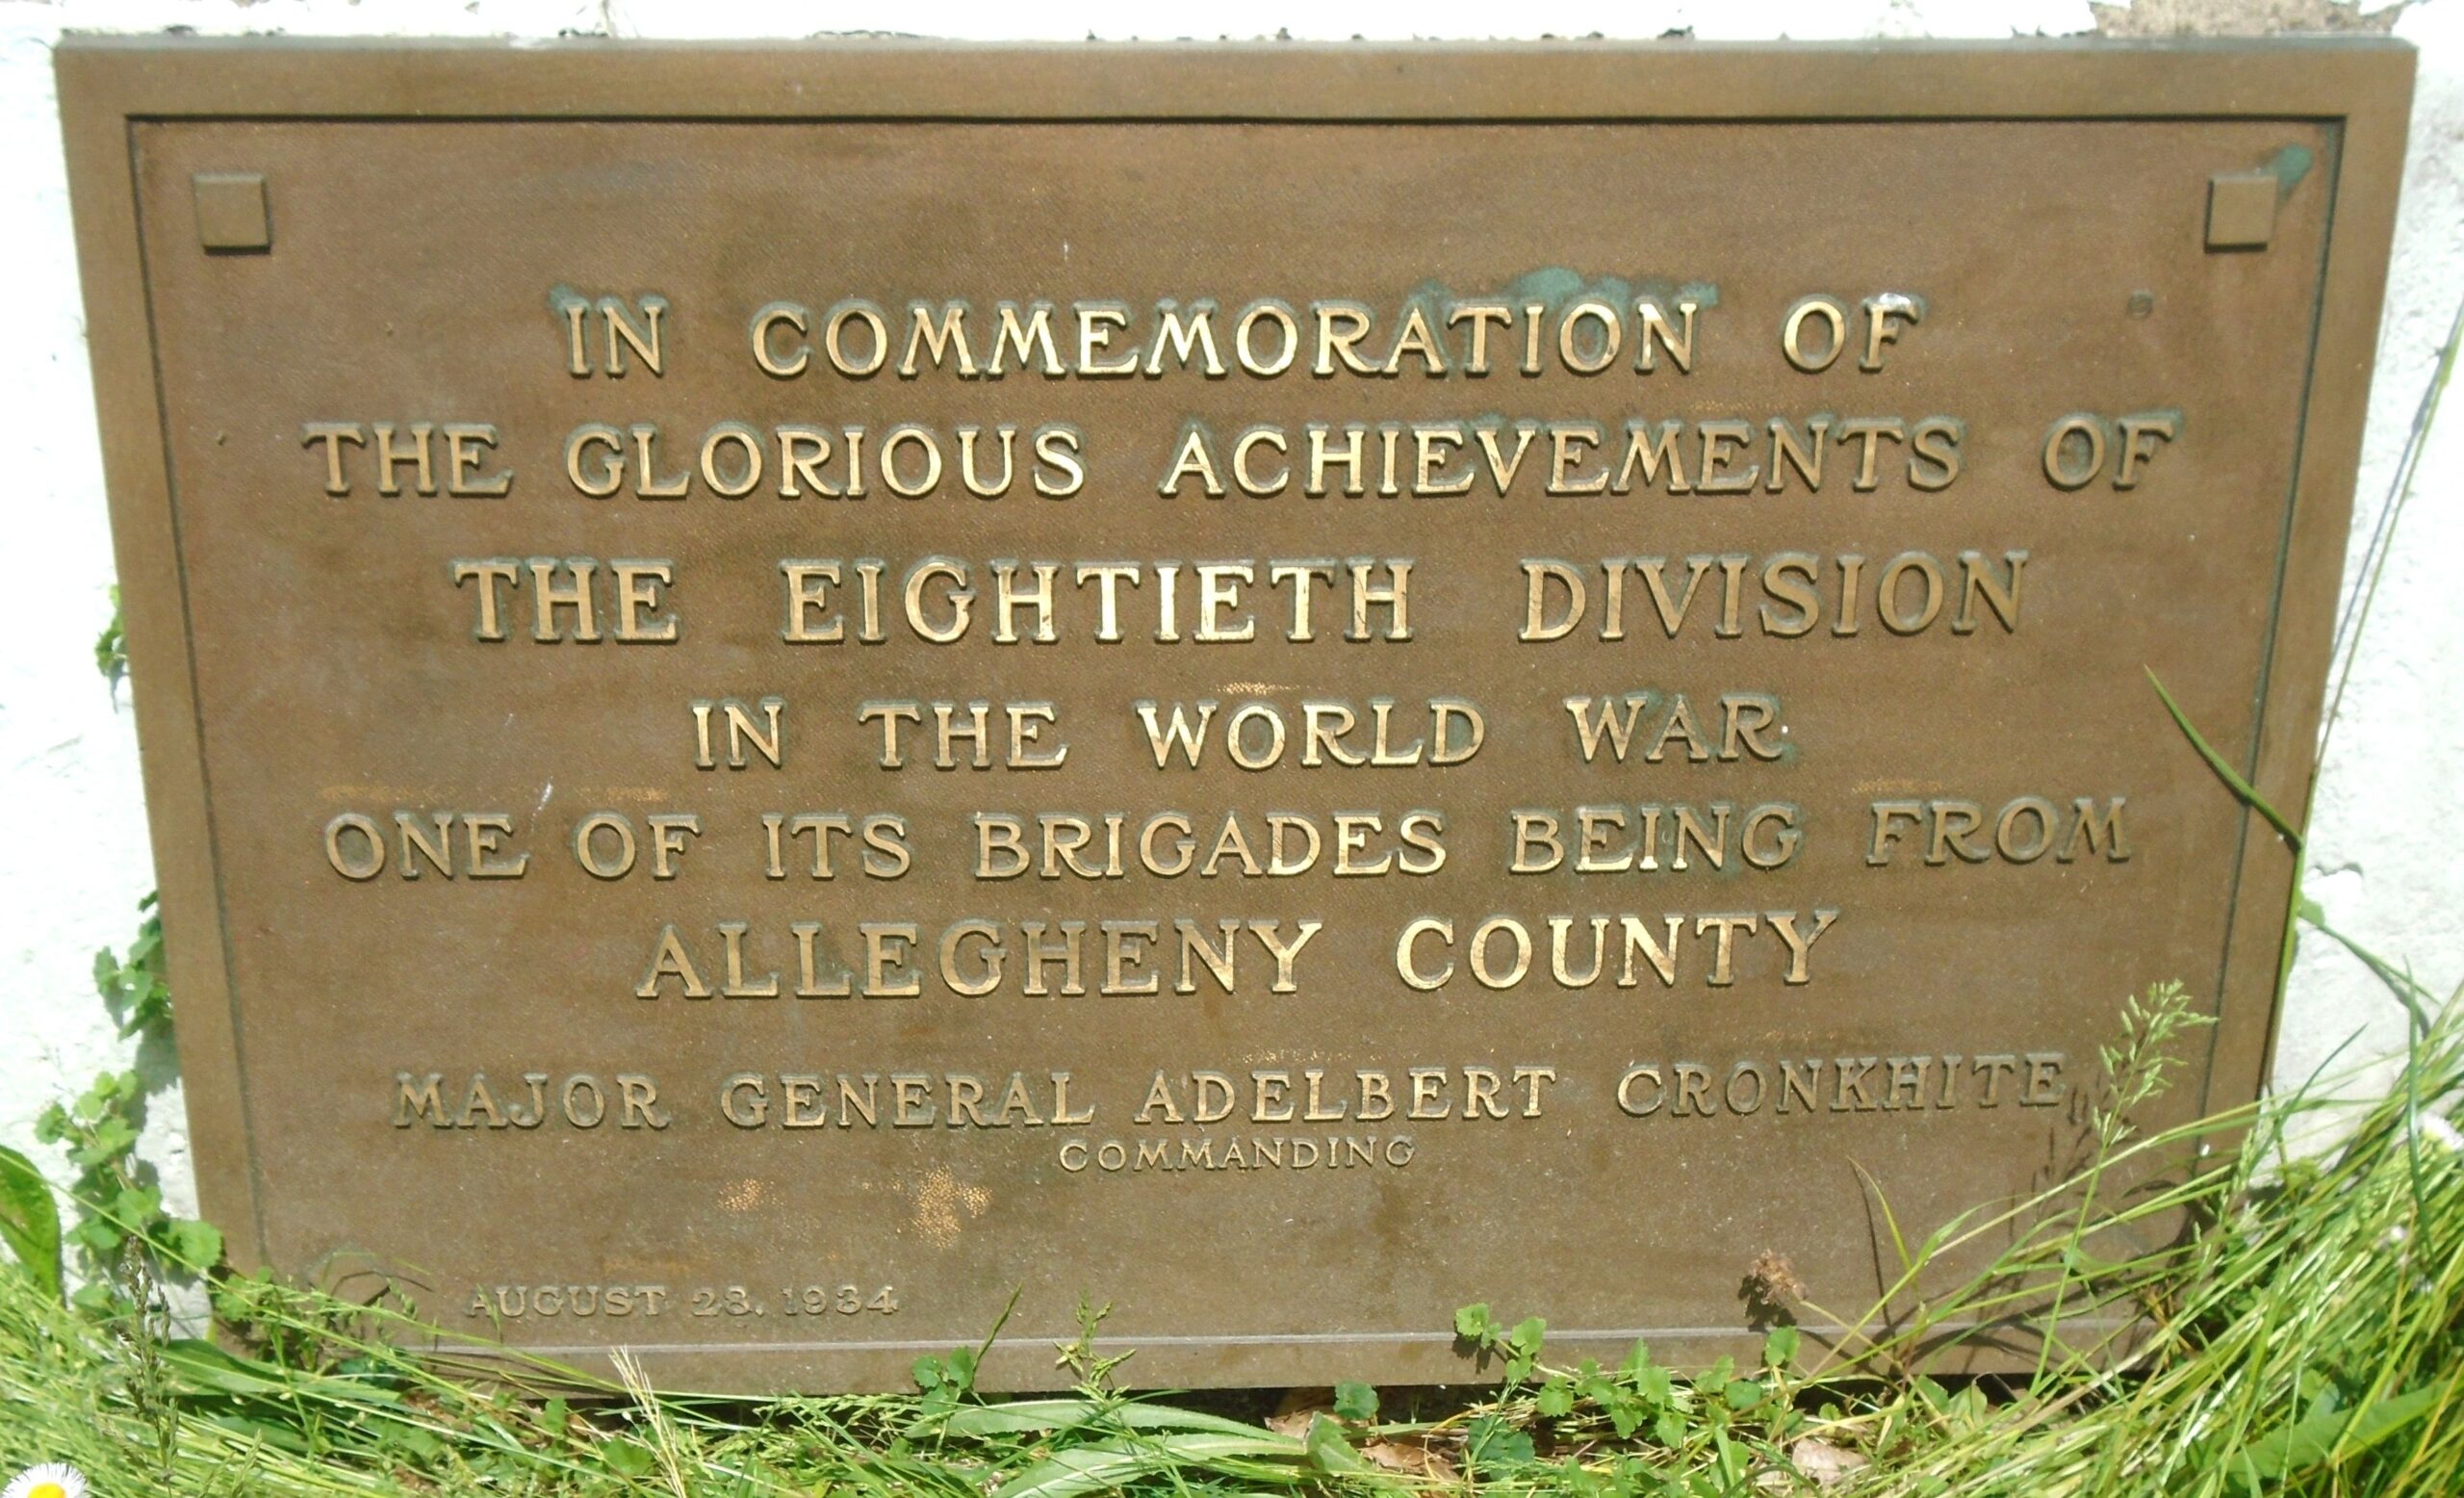 IN COMMEMORATION OF
THE GLORIOUS ACHIEVEMENTS OF
THE EIGHTIETH DIVISION
IN THE WORLD WAR
ONE OF ITS BRIGADES BEING FROM
ALLEGHENY COUNTY
MAJOR GENERAL ADELBERT CRONKHITE
COMMANDING
AUGUST 28, 1934